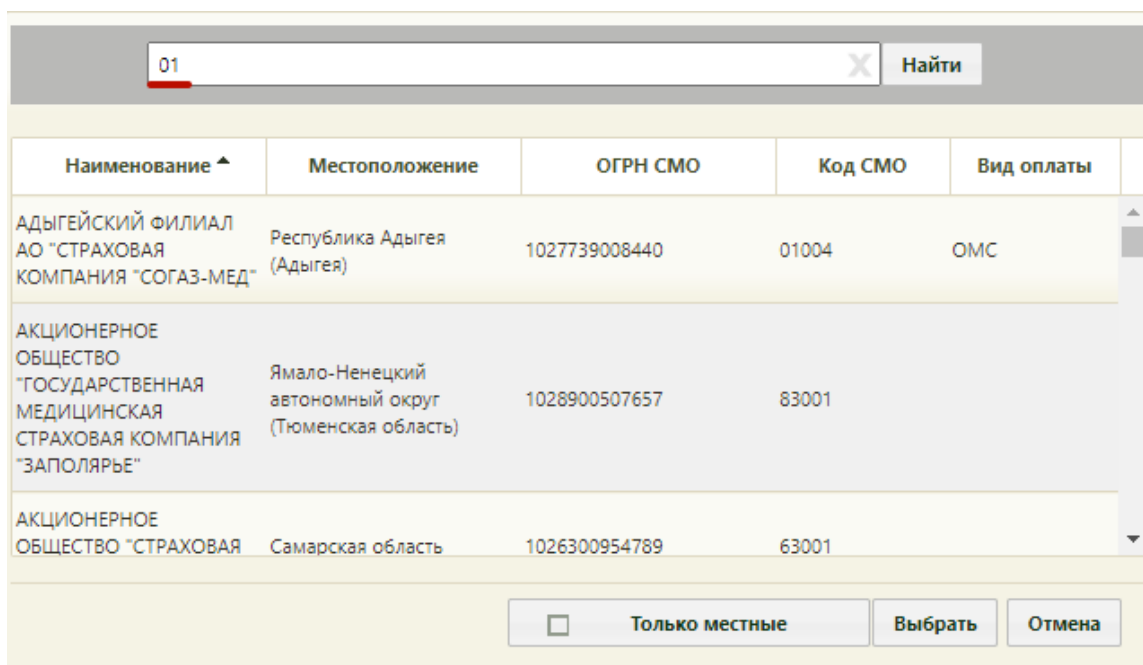 01
Найти
Наименование Местоположение ОГРН СМО Код СМО Вид оплаты
АДЫГЕЙСКИЙ ФИЛИАЛ
АО "СТРАХОВАЯ
КОМПАНИЯ "СОГАЗ-МЕД"
Республика Адыгея
(Адыгея)
1027739008440
01004
ОМС
АКЦИОНЕРНОЕ
ОБЩЕСТВО
"ГОСУДАРСТВЕННАЯ
МЕДИЦИНСКАЯ
СТРАХОВАЯ КОМПАНИЯ
"ЗАПОЛЯРЬЕ"
Ямало-Ненецкий
автономный округ
(Тюменская область)
1028900507657
83001
АКЦИОНЕРНОЕ
ОБЩЕСТВО "СТРАХОВАЯ
Самарская область
1026300954789
63001
Только местные
Выбрать
Отмена